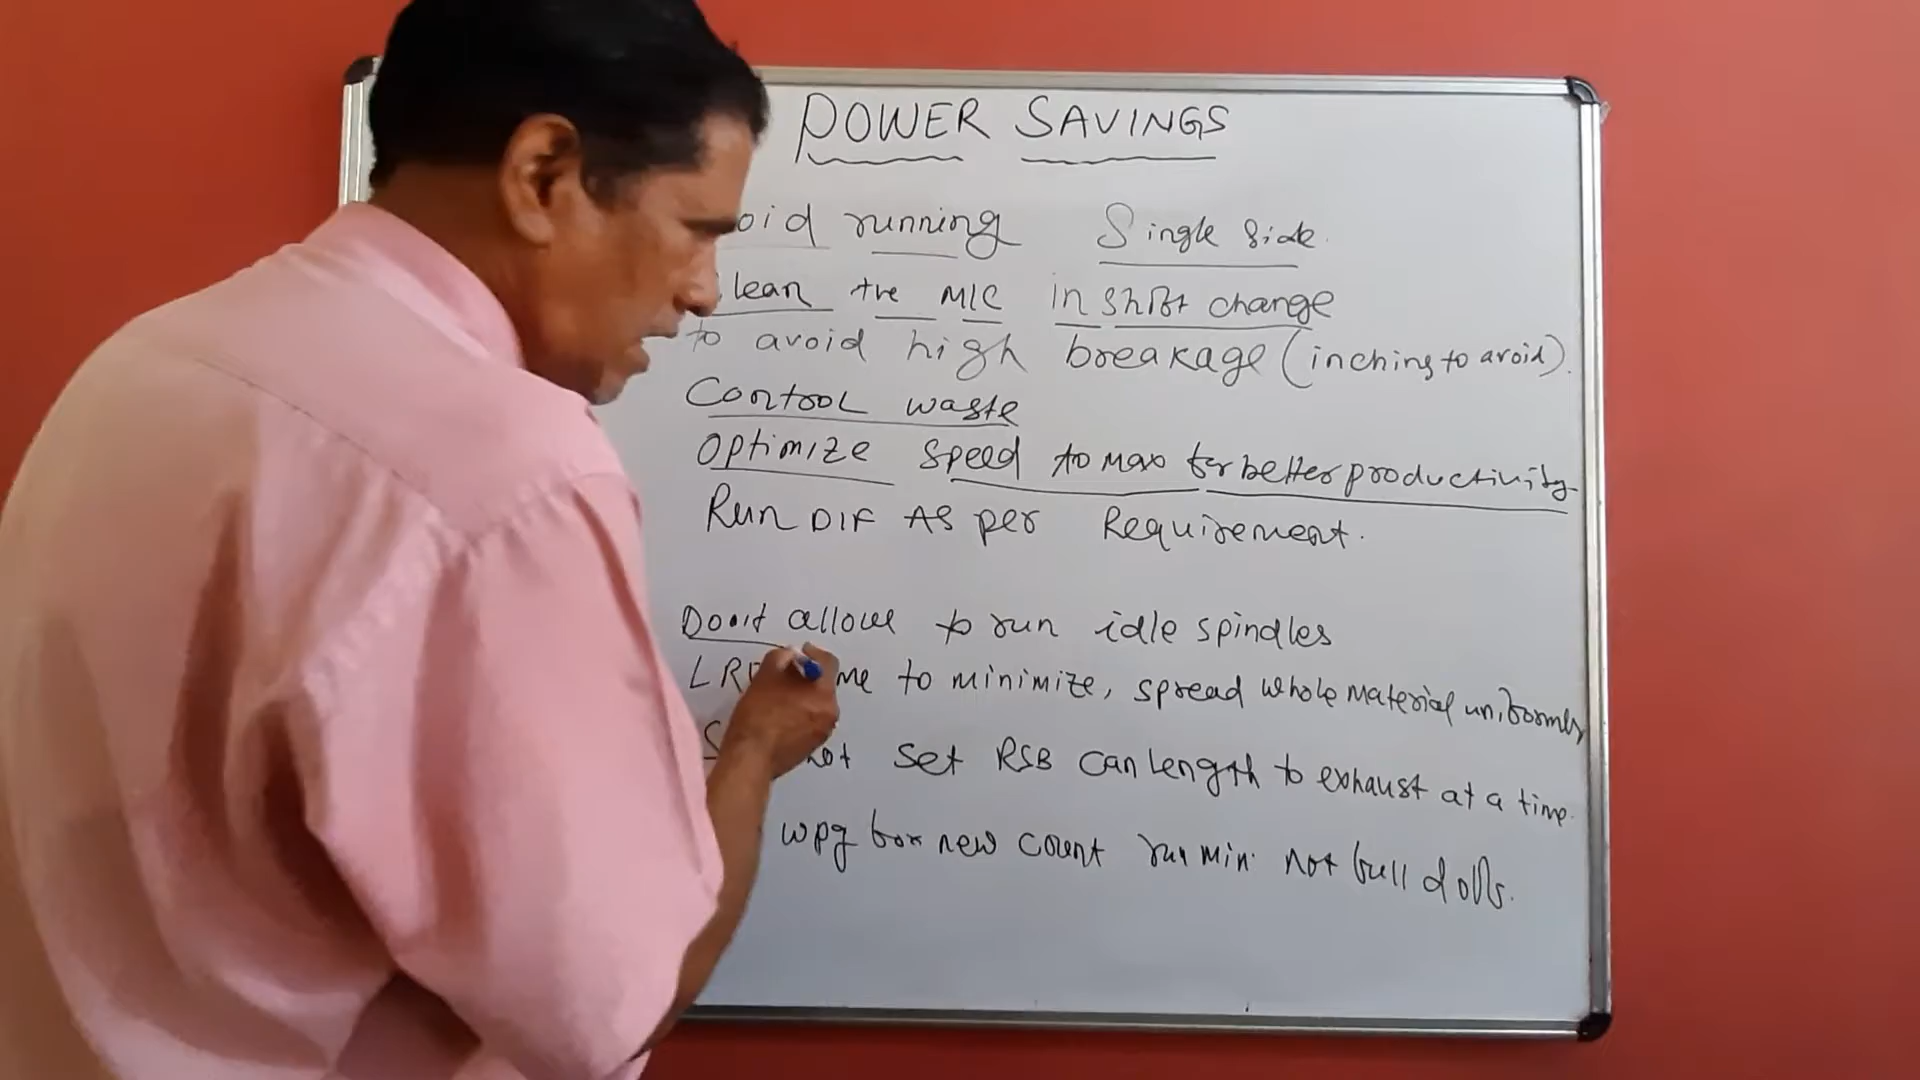 POWER SAVINGS
oid running Single side.
lean the M/C in shift change
to avoid high breakage (inching to avoid).
Control waste
Optimize Speed to max for better productivity
Run DIF AS per Requirement.
Don't allow to run idle spindles
me to minimize, spread whole material uniformly
not set RSB can length to exhaust at a time.
wpg for new count run min. not full doffs.